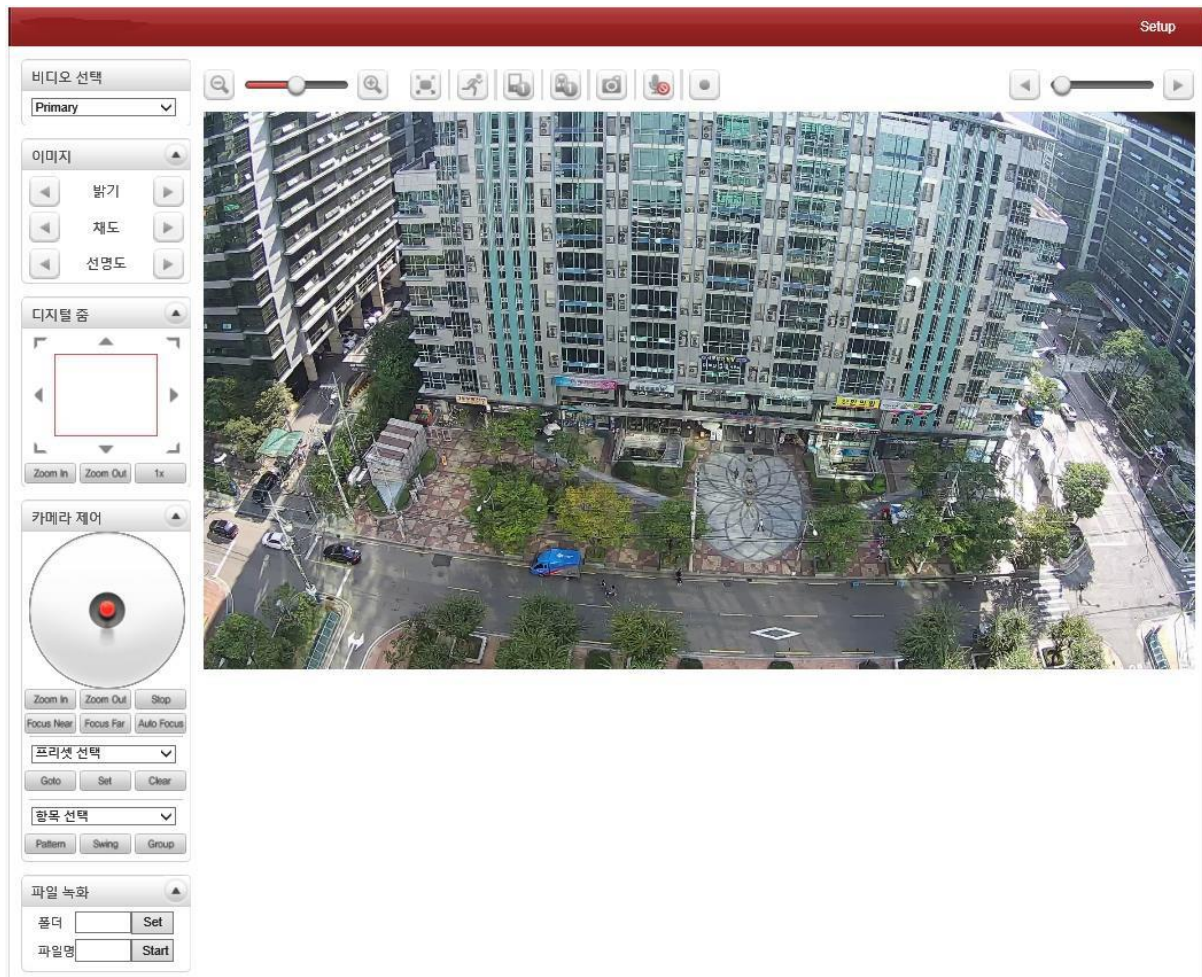 Setup
비디오 선택
Primary
이미지
밝기
채도
선명도
디지털 줌
Zoom In Zoom Out 1x
카메라 제어
Zoom In Zoom Out Stop
Focus Near Focus Far Auto Focus
프리셋 선택
Goto Set Clear
항목 선택
Pattern Swing Group
파일 녹화
폴더 Set
파일명 Start